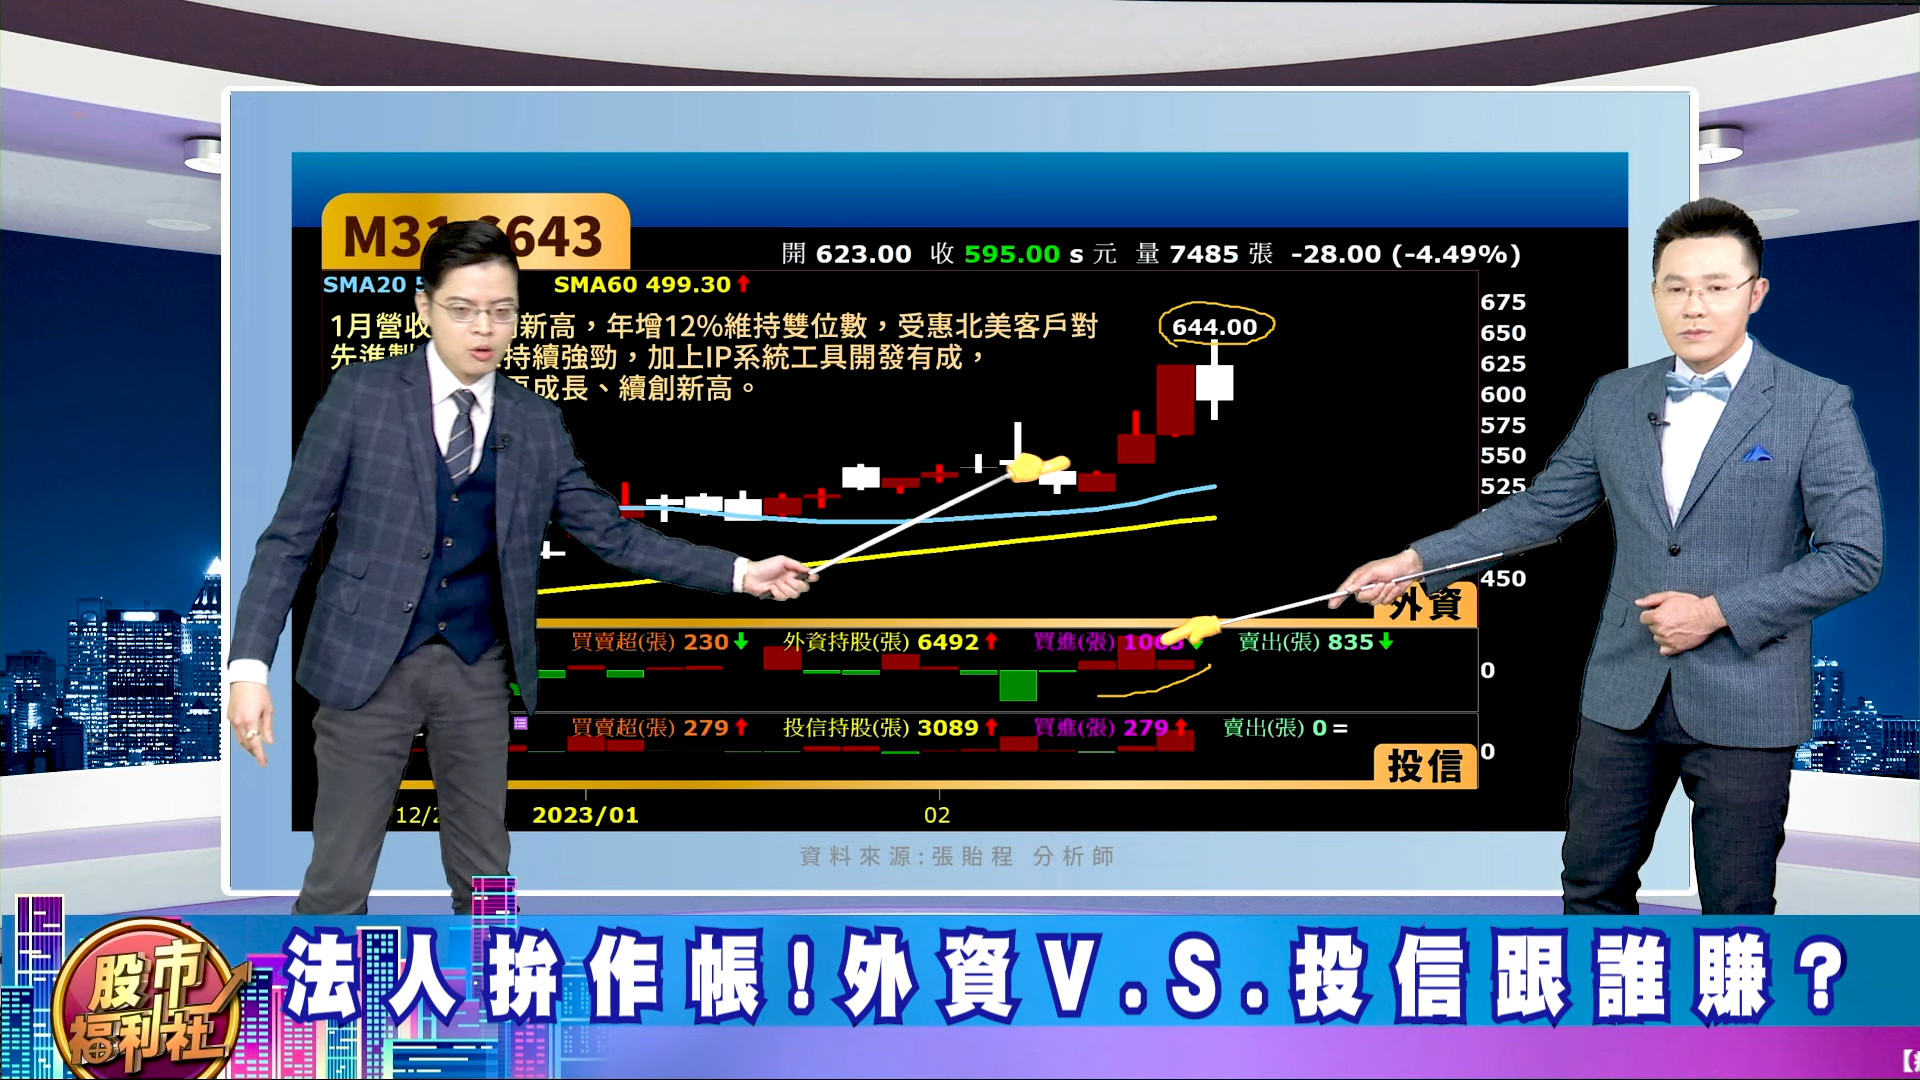 M31 6643
開 623.00 收 595.00 s 元 量 7485 張 -28.00 (-4.49%)
SMA20 SMA60 499.30
1月營收 新高，年增12%維持雙位數，受惠北美客戶對
先進製 持續強勁，加上IP系統工具開發有成，
成長、續創新高。
644.00
675
650
625
600
575
550
525
450
外資
買賣超(張) 230 外資持股(張) 6492 買進(張) 賣出(張) 835
0
買賣超(張) 279 投信持股(張) 3089 買進(張) 279 賣出(張) 0 =
0
投信
12/2 2023/01 02
資料來源:張貽程 分析師
股市
福利社
法人拚作帳!外資V.S.投信跟誰賺?